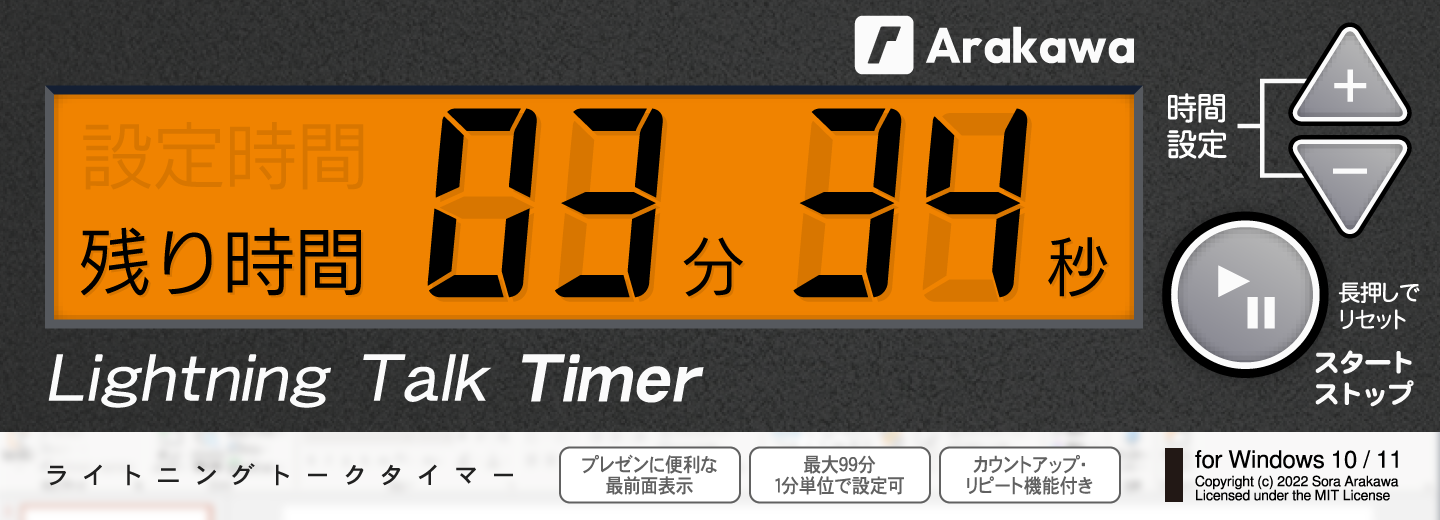 Arakawa
設定時間
残り時間
03分 34秒
時間
設定
+
−
長押しで
リセット
スタート
ストップ
Lightning Talk Timer
ライトニングトークタイマー
プレゼンに便利な
最前面表示
最大99分
1分単位で設定可
カウントアップ・
リピート機能付き
for Windows 10 / 11
Copyright (c) 2022 Sora Arakawa
Licensed under the MIT License